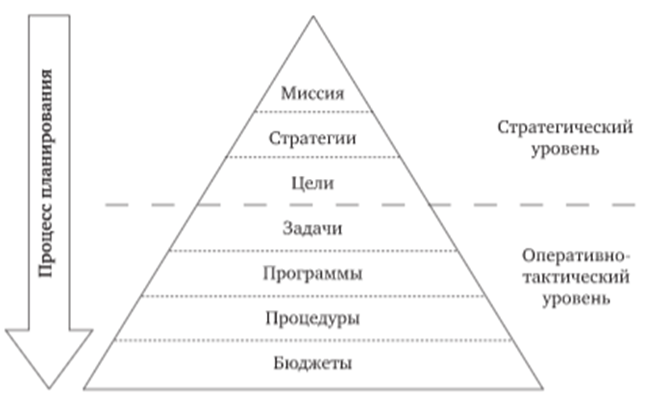 Процесс планирования
Миссия
Стратегии
Цели
Задачи
Программы
Процедуры
Бюджеты
Стратегический
уровень
Оперативно-
тактический
уровень